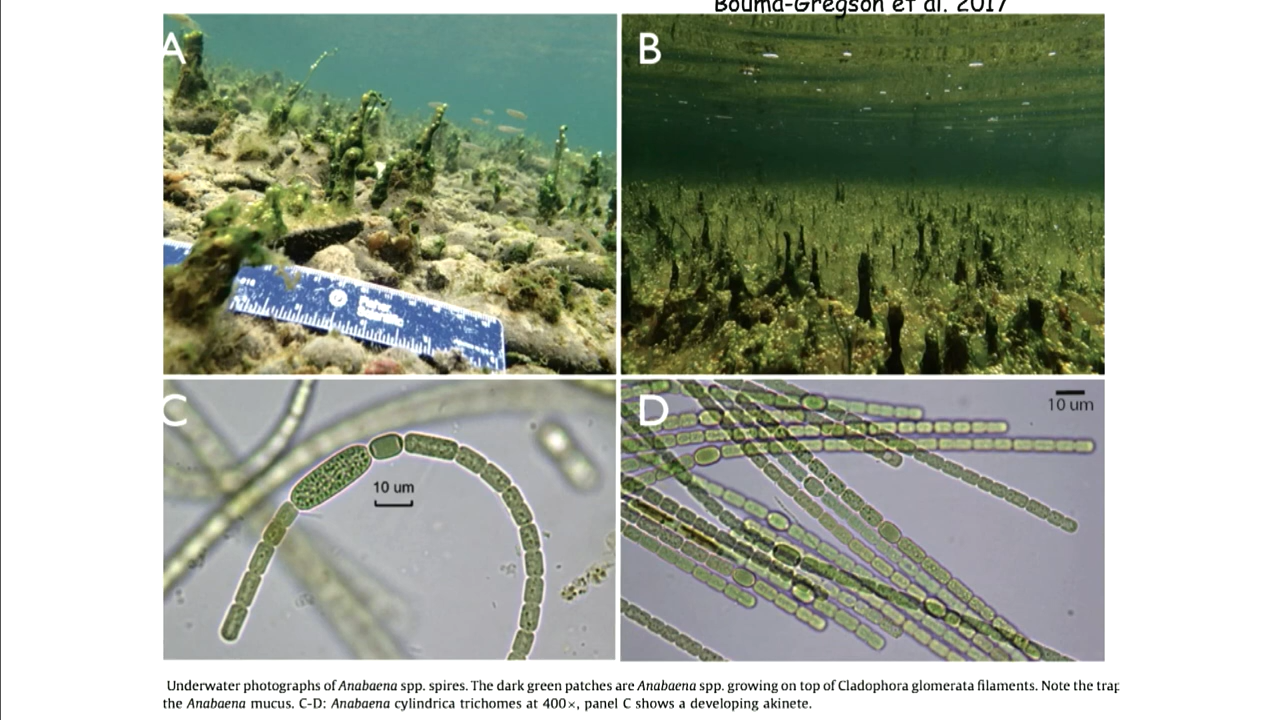 Bouma-Gregson et al. 2017
A
B
Fisher
Scientific
C
10 um
D
10 um
Underwater photographs of Anabaena spp. spires. The dark green patches are Anabaena spp. growing on top of Cladophora glomerata filaments. Note the
the Anabaena mucus. C-D: Anabaena cylindrica trichomes at 400×, panel C shows a developing akinete.